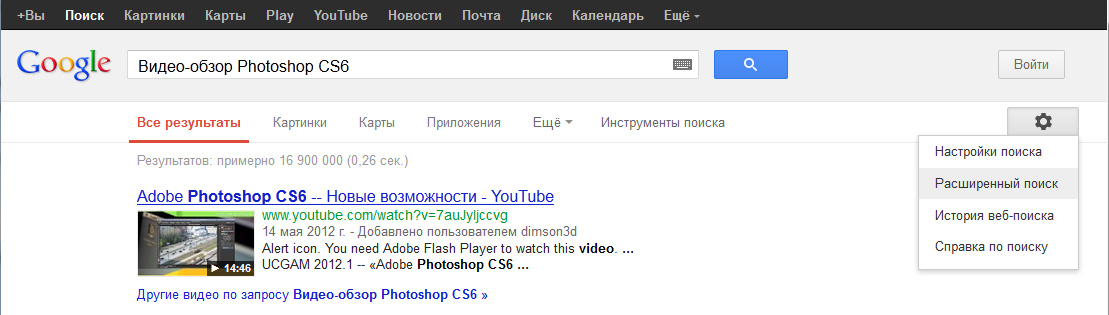 +Вы Поиск Картинки Карты Play YouTube Новости Почта Диск Календарь Ещё
Google Видео-обзор Photoshop CS6 Войти
Все результаты Картинки Карты Приложения Ещё Инструменты поиска
Результатов: примерно 16 900 000 (0,26 сек.)
Настройки поиска
Расширенный поиск
История веб-поиска
Справка по поиску
Adobe Photoshop CS6 -- Новые возможности - YouTube
www.youtube.com/watch?v=7auJyljccvg
14 мая 2012 г. - Добавлено пользователем dimson3d
Alert icon. You need Adobe Flash Player to watch this video. ...
UCGAM 2012.1 -- «Adobe Photoshop CS6 ...
14:46
Другие видео по запросу Видео-обзор Photoshop CS6 »